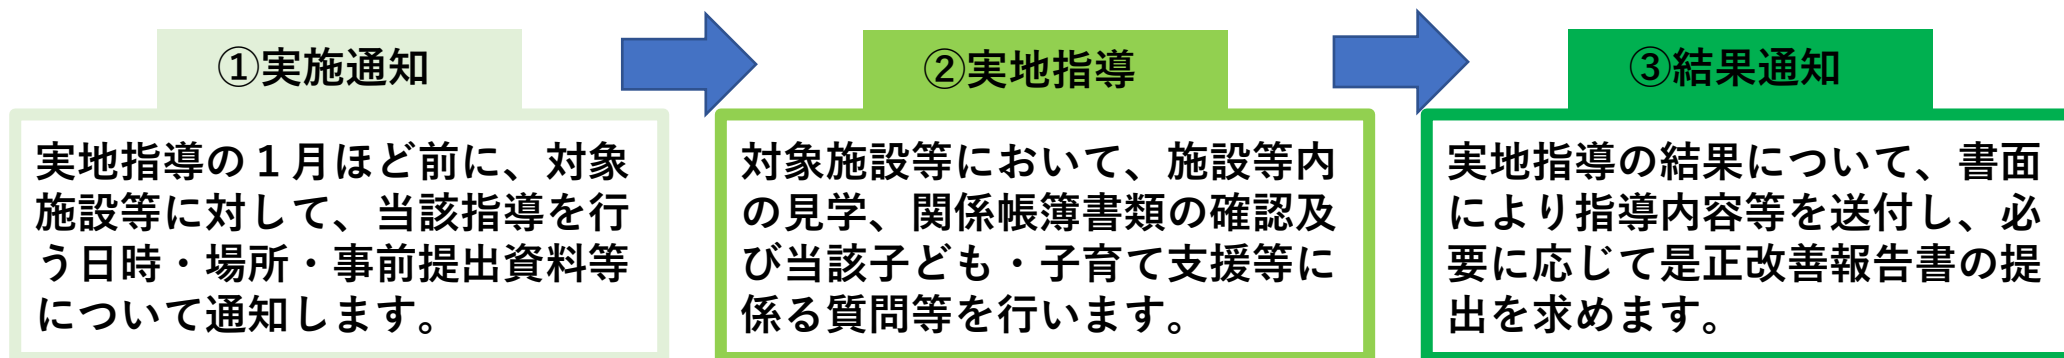 ①実施通知
実地指導の１月ほど前に、対象
施設等に対して、当該指導を行
う日時・場所・事前提出資料等
について通知します。
②実地指導
対象施設等において、施設等内
の見学、関係帳簿書類の確認及
び当該子ども・子育て支援等に
係る質問等を行います。
③結果通知
実地指導の結果について、書面
により指導内容等を送付し、必
要に応じて是正改善報告書の提
出を求めます。